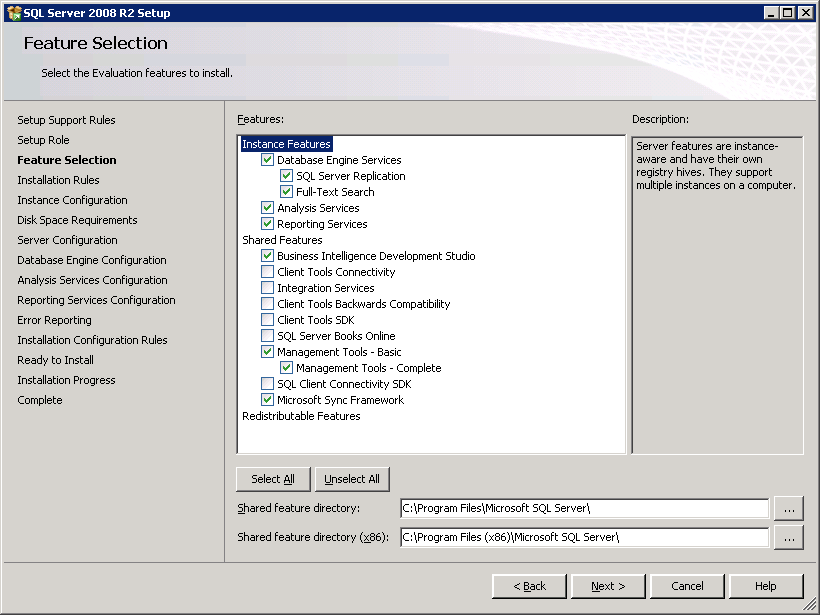 SQL Server 2008 R2 Setup
Feature Selection
Select the Evaluation features to install.
Setup Support Rules
Setup Role
Feature Selection
Installation Rules
Instance Configuration
Disk Space Requirements
Server Configuration
Database Engine Configuration
Analysis Services Configuration
Reporting Services Configuration
Error Reporting
Installation Configuration Rules
Ready to Install
Installation Progress
Complete
Features:
Instance Features
Database Engine Services
SQL Server Replication
Full-Text Search
Analysis Services
Reporting Services
Shared Features
Business Intelligence Development Studio
Client Tools Connectivity
Integration Services
Client Tools Backwards Compatibility
Client Tools SDK
SQL Server Books Online
Management Tools - Basic
Management Tools - Complete
SQL Client Connectivity SDK
Microsoft Sync Framework
Redistributable Features
Description:
Server features are instance-
aware and have their own
registry hives. They support
multiple instances on a computer.
Select All
Unselect All
Shared feature directory:
C:\Program Files\Microsoft SQL Server\
...
Shared feature directory (x86):
C:\Program Files (x86)\Microsoft SQL Server\
...
< Back
Next >
Cancel
Help